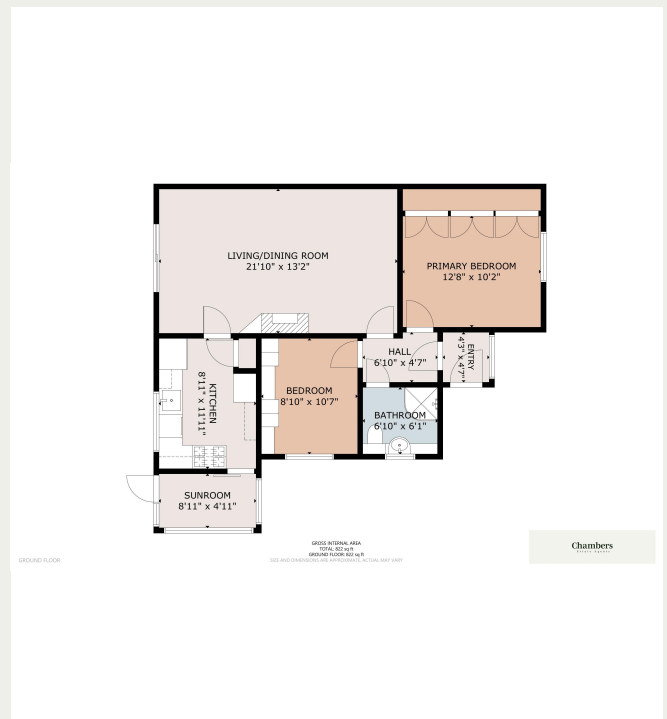 LIVING/DINING ROOM
21'10" x 13'2"
PRIMARY BEDROOM
12'8" x 10'2"
HALL
6'10" x 4'7"
ENTRY
4'3" x 4'7"
KITCHEN
8'11" x 11'11"
BEDROOM
8'10" x 10'7"
BATHROOM
6'10" x 6'1"
SUNROOM
8'11" x 4'11"
GROSS INTERNAL AREA
TOTAL: 822 sq ft
GROUND FLOOR: 822 sq ft
SIZE AND DIMENSIONS ARE APPROXIMATE, ACTUAL MAY VARY
GROUND FLOOR
Chambers
Estate Agents